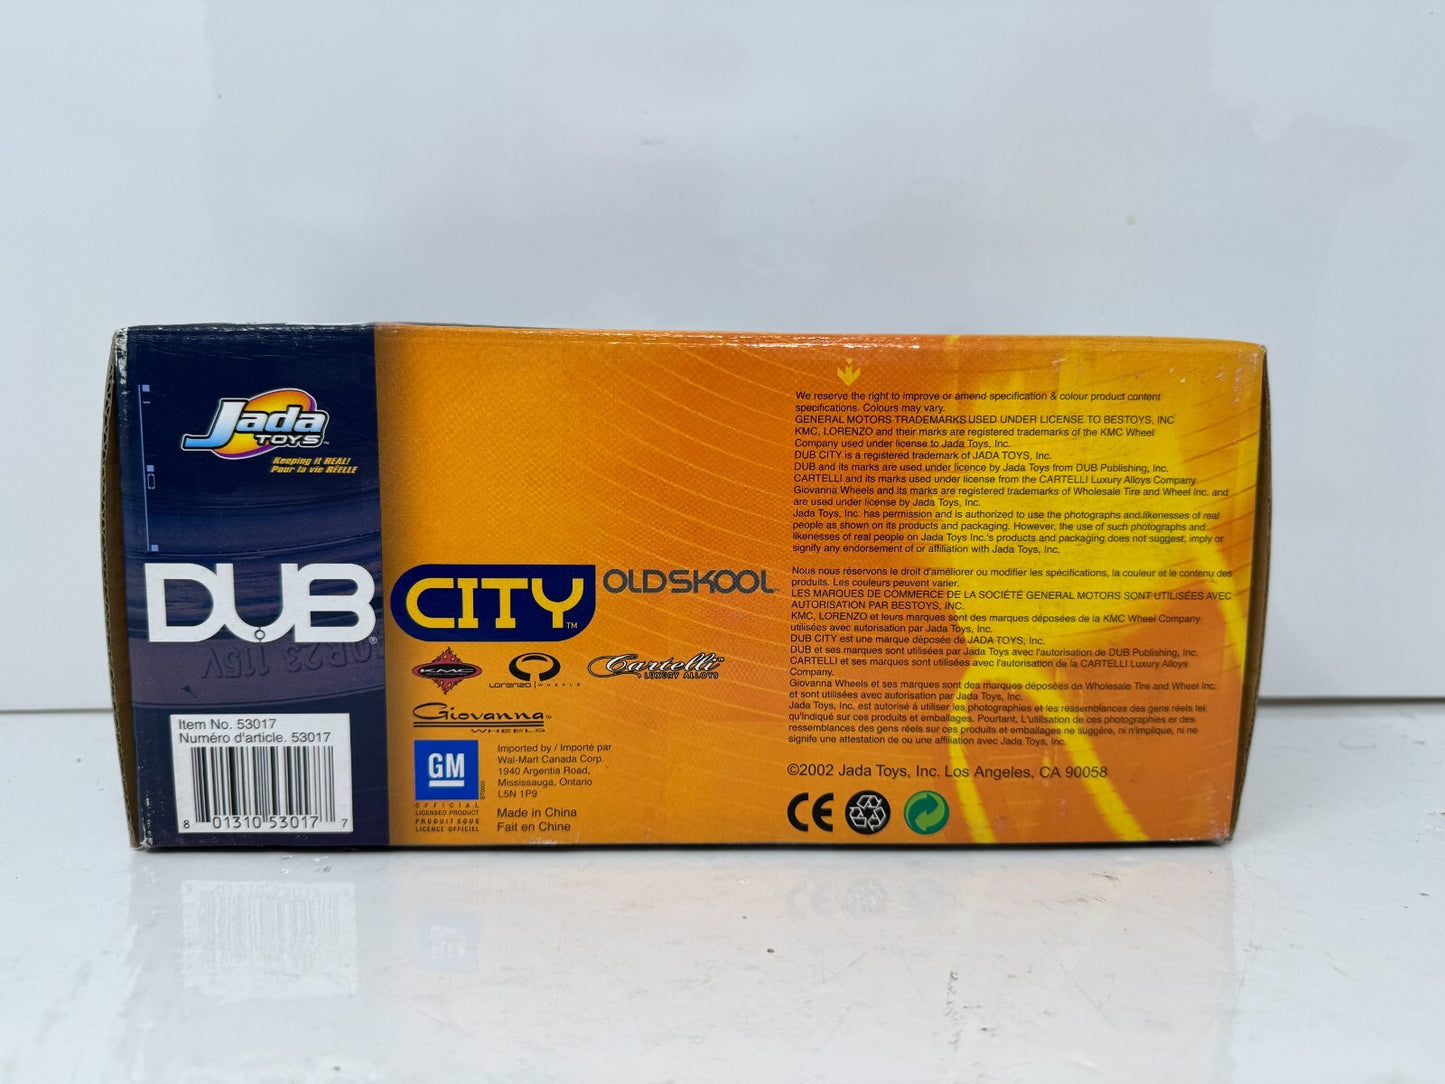 Jada
TOYS™
Keeping it REAL!
Pour la vie RÉELLE
DUB®
CITY™
OLDSKOOL™
KMC
LORENZO WHEELS
Cartelli™
LUXURY ALLOYS
Giovanna™
WHEELS
Item No. 53017
Numéro d'article. 53017
8 01310 53017 7
GM
OFFICIAL
LICENSED PRODUCT
PRODUIT SOUS
LICENCE OFFICIEL
Imported by / Importé par
Wal-Mart Canada Corp.
1940 Argentia Road,
Mississauga, Ontario
L5N 1P9
Made in China
Fait en Chine
We reserve the right to improve or amend specification & colour product content
specifications. Colours may vary.
GENERAL MOTORS TRADEMARKS USED UNDER LICENSE TO BESTOYS, INC
KMC, LORENZO and their marks are registered trademarks of the KMC Wheel
Company used under license to Jada Toys, Inc.
DUB CITY is a registered trademark of JADA TOYS, Inc.
DUB and its marks are used under licence by Jada Toys from DUB Publishing, Inc.
CARTELLI and its marks used under license from the CARTELLI Luxury Alloys Company
Giovanna Wheels and its marks are registered trademarks of Wholesale Tire and Wheel Inc. and
are used under license by Jada Toys, Inc.
Jada Toys, Inc. has permission and is authorized to use the photographs and likenesses of real
people as shown on its products and packaging. However, the use of such photographs and
likenesses of real people on Jada Toys Inc.'s products and packaging does not suggest, imply or
signify any endorsement of or affiliation with Jada Toys, Inc.
Nous nous réservons le droit d'améliorer ou modifier les spécifications, la couleur et le contenu des
produits. Les couleurs peuvent varier.
LES MARQUES DE COMMERCE DE LA SOCIÉTÉ GENERAL MOTORS SONT UTILISÉES AVEC
AUTORISATION PAR BESTOYS, INC.
KMC, LORENZO et leurs marques sont des marques déposées de la KMC Wheel Company
utilisées avec autorisation par Jada Toys, Inc.
DUB CITY est une marque déposée de JADA TOYS, Inc.
DUB et ses marques sont utilisées par Jada Toys avec l'autorisation de DUB Publishing, Inc.
CARTELLI et ses marques sont utilisées avec l'autorisation de la CARTELLI Luxury Alloys
Company.
Giovanna Wheels et ses marques sont des marques déposées de Wholesale Tire and Wheel Inc.
et sont utilisées avec autorisation par Jada Toys, Inc.
Jada Toys, Inc. est autorisé à utiliser les photographies et les ressemblances des gens réels tel
qu'indiqué sur ces produits et emballages. Pourtant, L'utilisation de ces photographies er des
ressemblances des gens réels sur ces produits et emballages ne suggère, ni n'implique, ni ne
signife une attestation de ou une affiliation avec Jada Toys, Inc.
©2002 Jada Toys, Inc. Los Angeles, CA 90058
CE